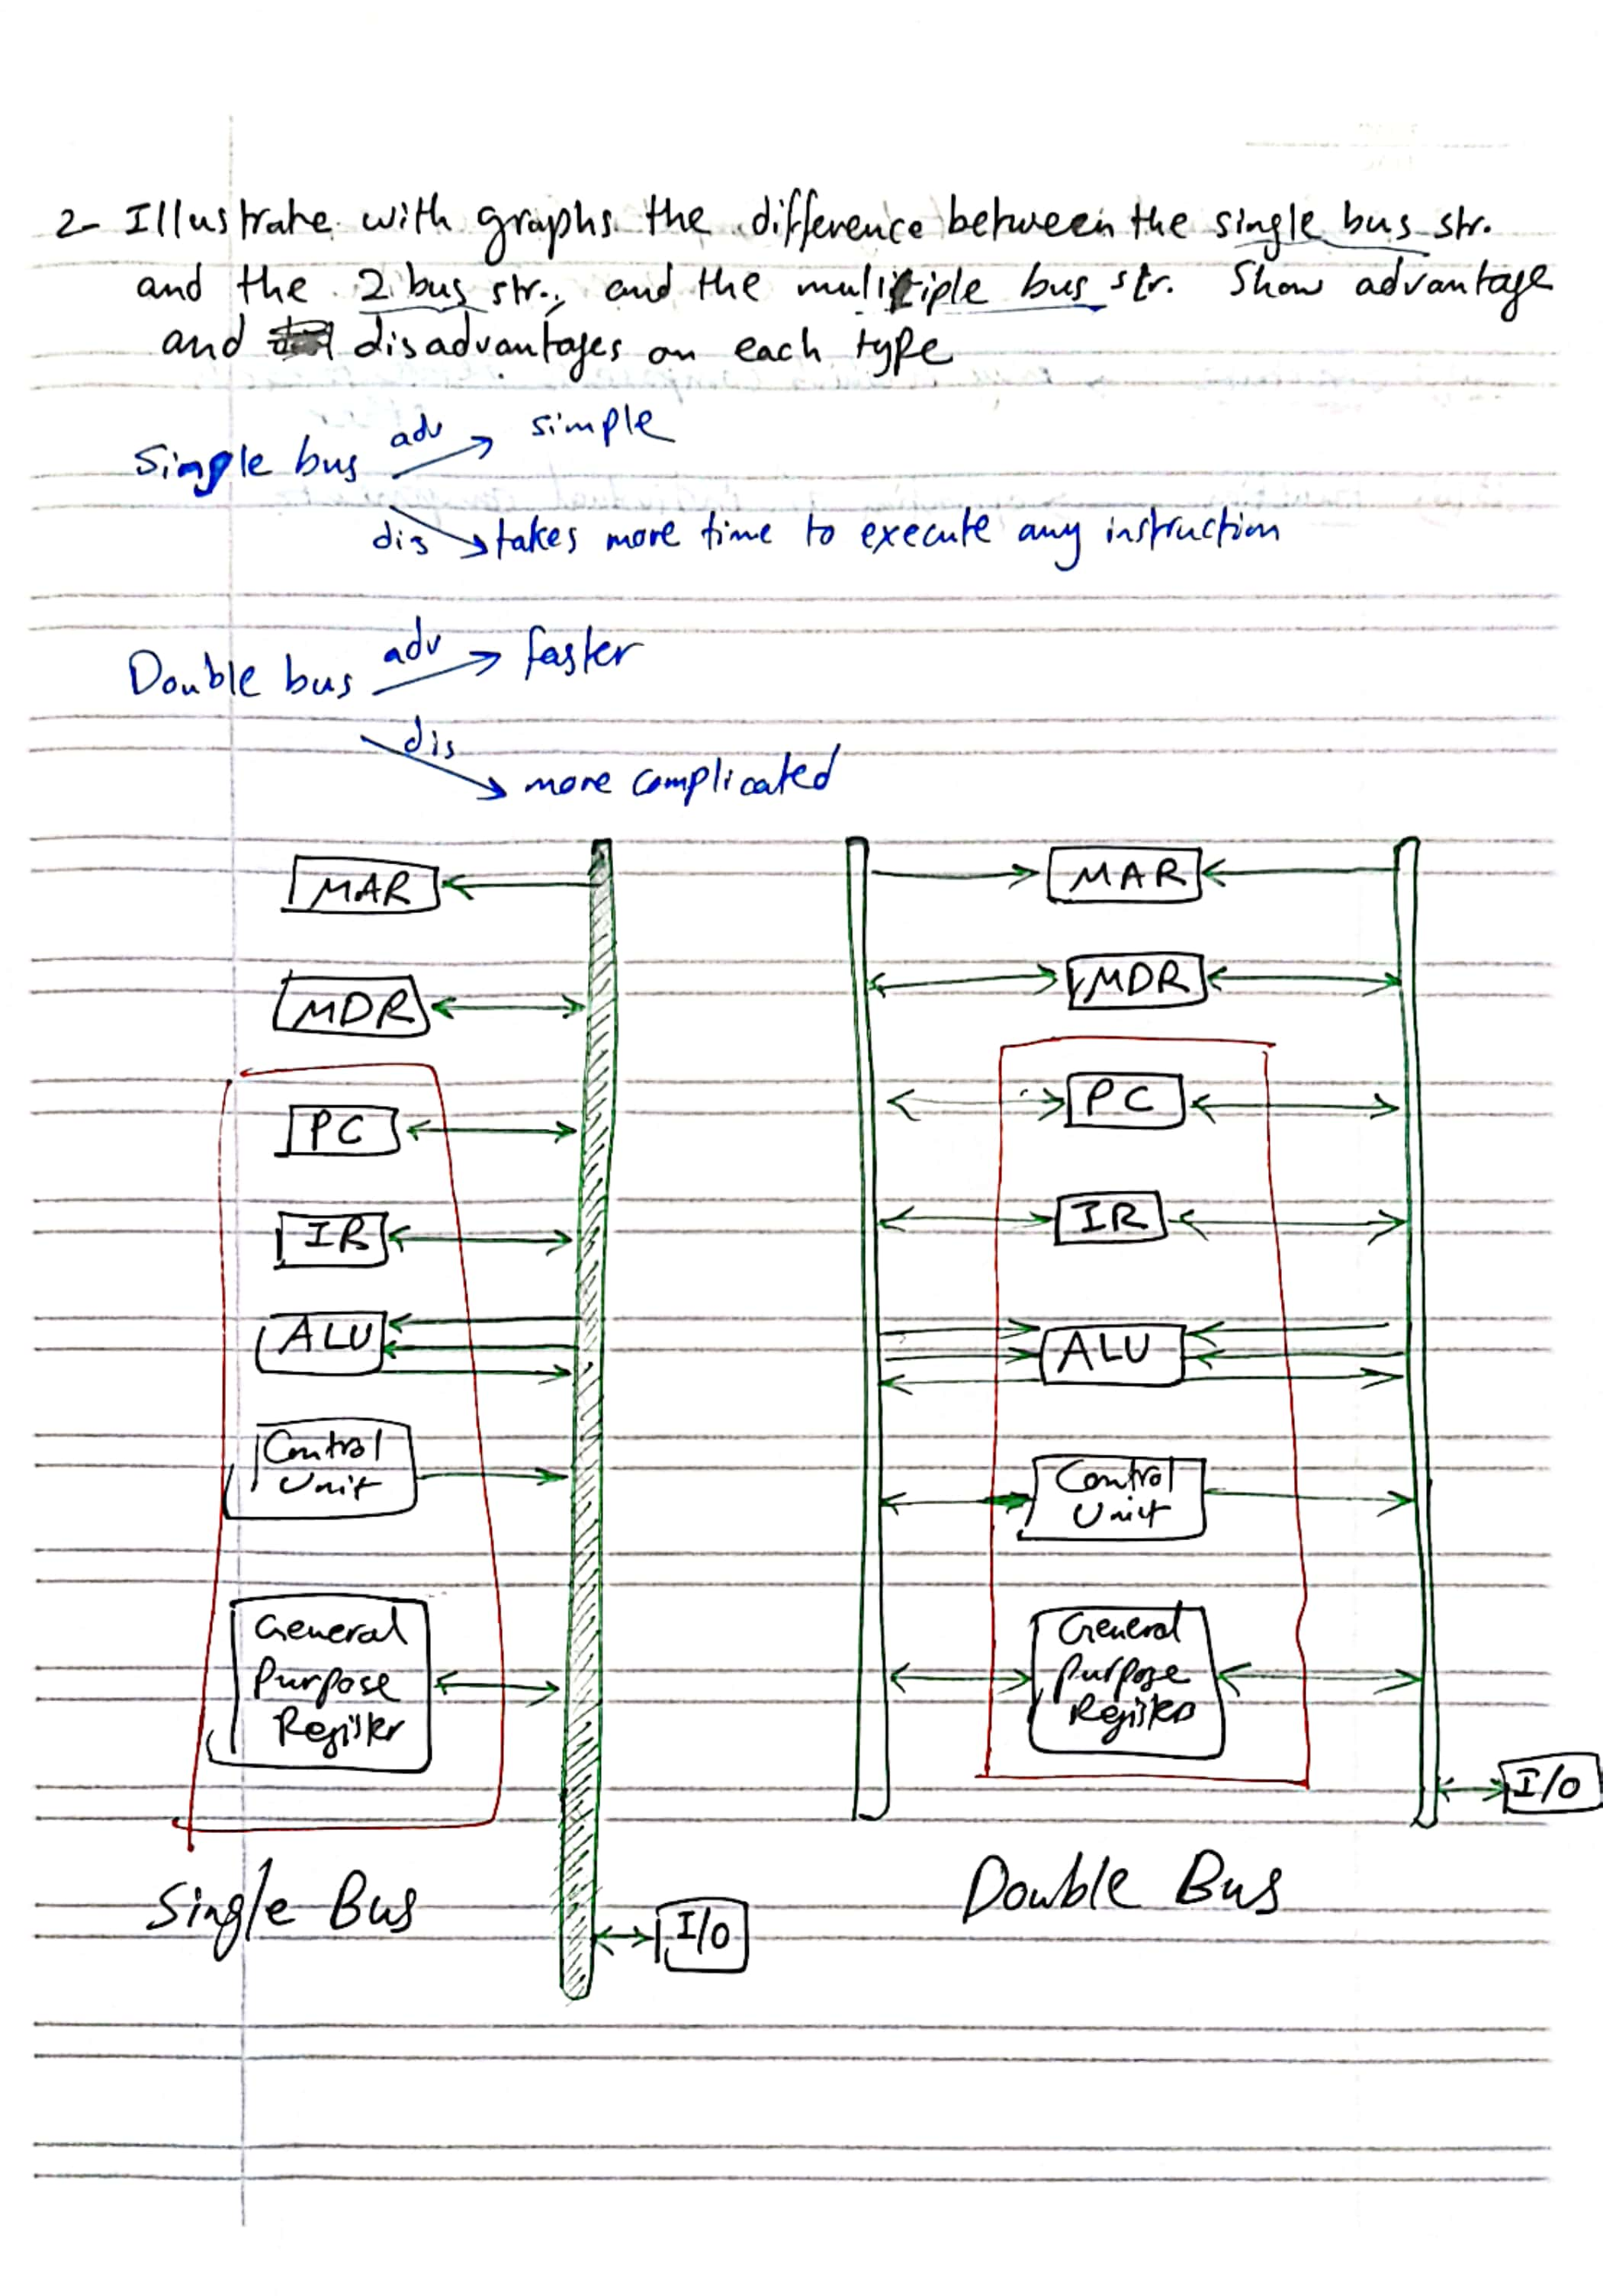 2- Illustrate with graphs the difference between the single bus str.
and the 2 bus str., and the multiple bus str. Show advantage
and disadvantages on each type
Single bus adv simple
dis takes more time to execute any instruction
Double bus adv faster
dis more complicated
MAR
MDR
PC
IR
ALU
Control
Unit
General
Purpose
Register
Single Bus
I/O
MAR
MDR
PC
IR
ALU
Control
Unit
General
Purpose
Registers
I/O
Double Bus